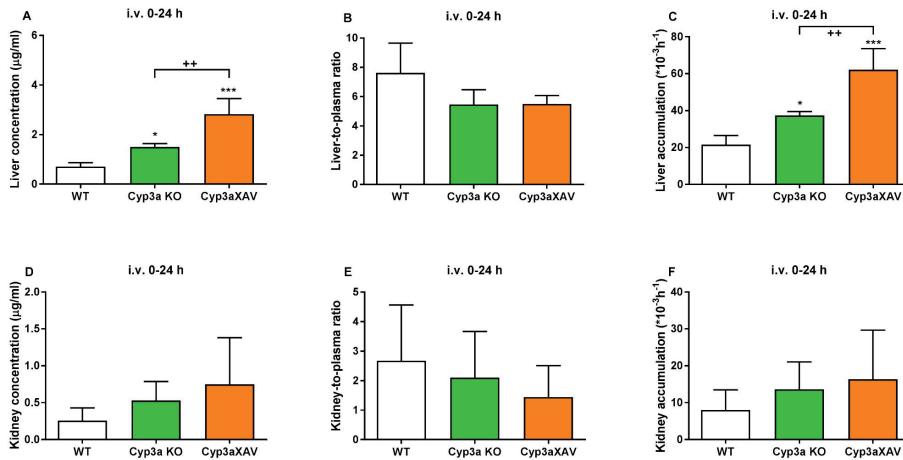 A
i.v. 0-24 h
Liver concentration (µg/ml)
6
4
2
0
++
*
***
WT
Cyp3a KO
Cyp3aXAV
B
i.v. 0-24 h
Liver-to-plasma ratio
10
8
6
4
2
0
WT
Cyp3a KO
Cyp3aXAV
C
i.v. 0-24 h
Liver accumulation (*10⁻³h⁻¹)
80
60
40
20
0
++
*
***
WT
Cyp3a KO
Cyp3aXAV
D
i.v. 0-24 h
Kidney concentration (µg/ml)
2.0
1.5
1.0
0.5
0.0
WT
Cyp3a KO
Cyp3aXAV
E
i.v. 0-24 h
Kidney-to-plasma ratio
5
4
3
2
1
0
WT
Cyp3a KO
Cyp3aXAV
F
i.v. 0-24 h
Kidney accumulation (*10⁻³h⁻¹)
40
30
20
10
0
WT
Cyp3a KO
Cyp3aXAV